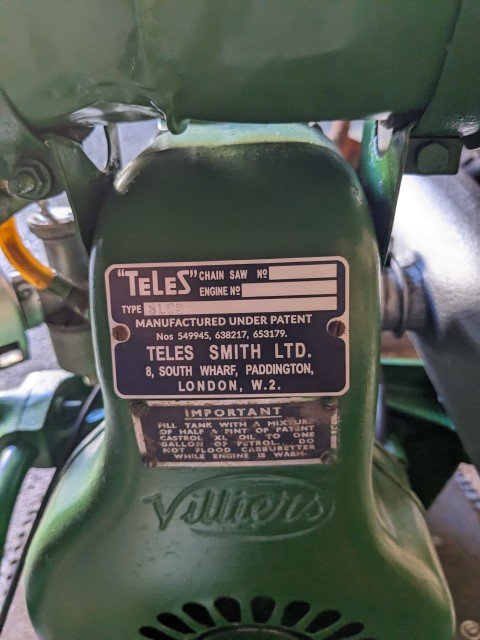 "TELES" CHAIN SAW Nº
ENGINE Nº
TYPE
MANUFACTURED UNDER PATENT
Nos 549945, 638217, 653179.
TELES SMITH LTD.
8, SOUTH WHARF, PADDINGTON,
LONDON, W.2.
IMPORTANT
FILL TANK WITH A MIXTURE
OF HALF A PINT OF PATENT
CASTROL XL OIL TO ONE
GALLON OF PETROL. DO
NOT FLOOD CARBURETTER
WHILE ENGINE IS WARM
Villiers